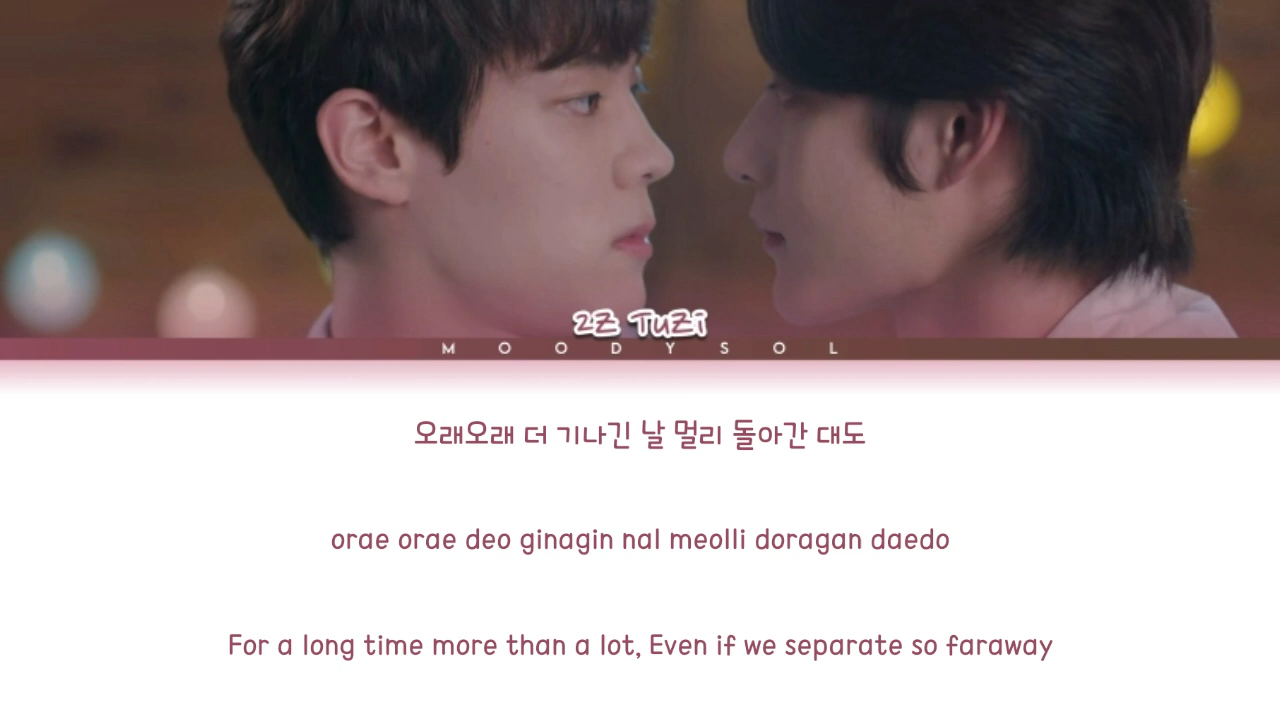 2Z TuZi
MOODYSOL
오래오래 더 기나긴 날 멀리 돌아간 대도
orae orae deo ginagin nal meolli doragan daedo
For a long time more than a lot, Even if we separate so faraway